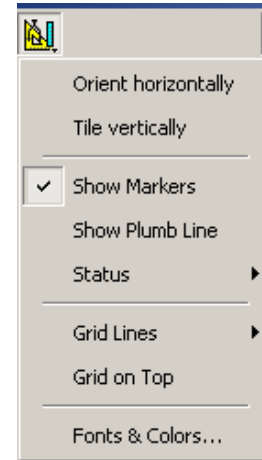 Orient horizontally
Tile vertically
Show Markers
Show Plumb Line
Status
Grid Lines
Grid on Top
Fonts & Colors...